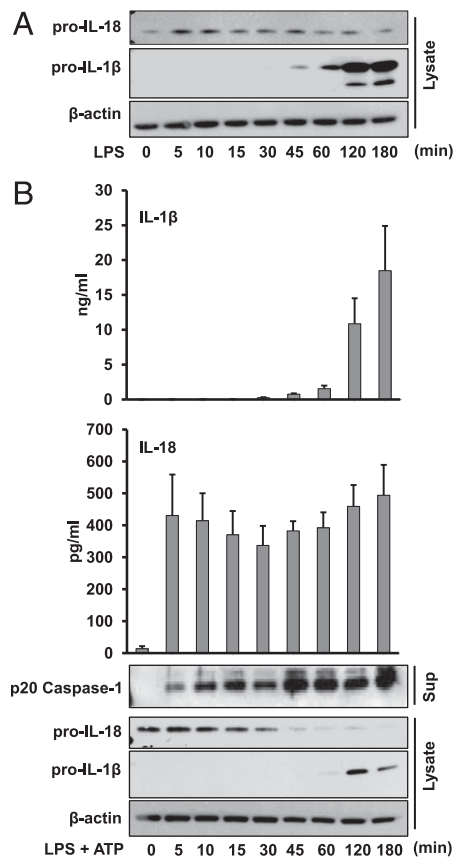 A
pro-IL-18
pro-IL-1β
β-actin
Lysate
LPS 0 5 10 15 30 45 60 120 180 (min)
B
IL-1β
ng/ml
30
25
20
15
10
5
0
IL-18
pg/ml
700
600
500
400
300
200
100
0
p20 Caspase-1
Sup
pro-IL-18
pro-IL-1β
β-actin
Lysate
LPS + ATP 0 5 10 15 30 45 60 120 180 (min)